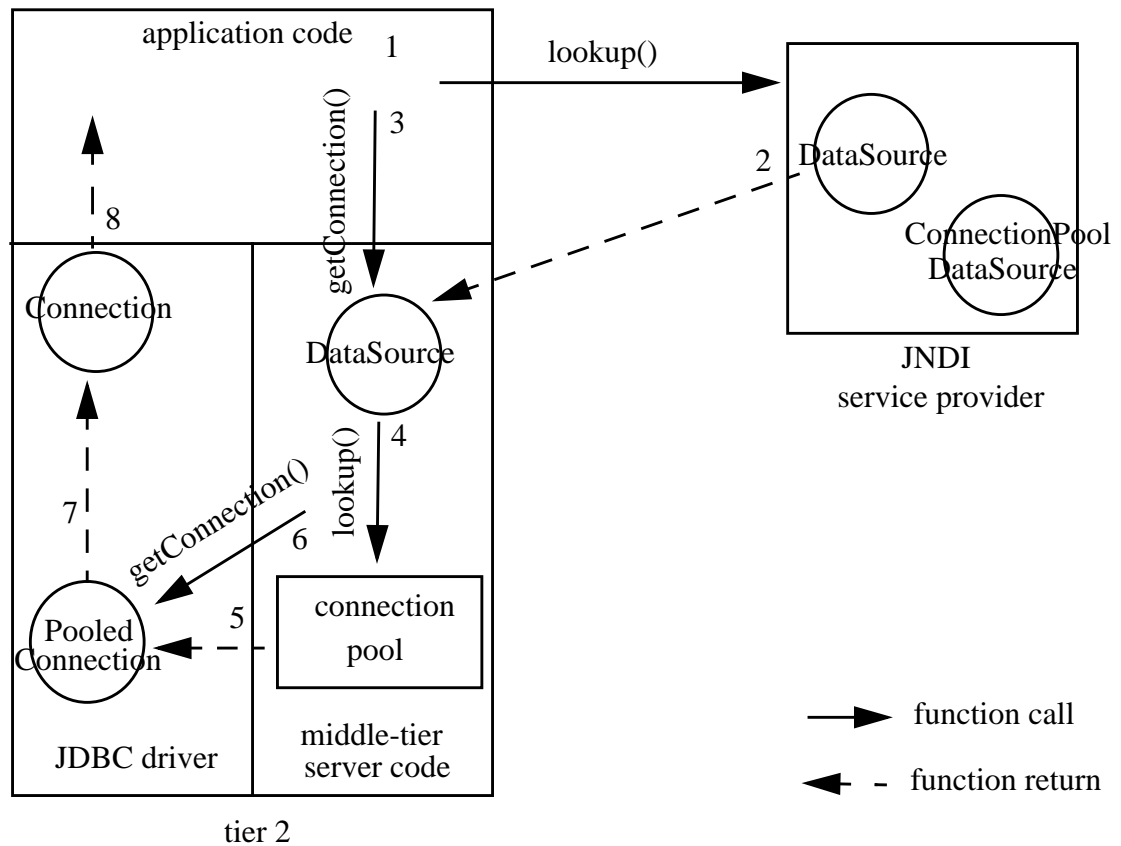 application code
1
lookup()
getConnection()
3
2
DataSource
ConnectionPool
DataSource
JNDI
service provider
8
Connection
DataSource
4
lookup()
getConnection()
6
7
5
Pooled
Connection
connection
pool
JDBC driver
middle-tier
server code
tier 2
function call
function return